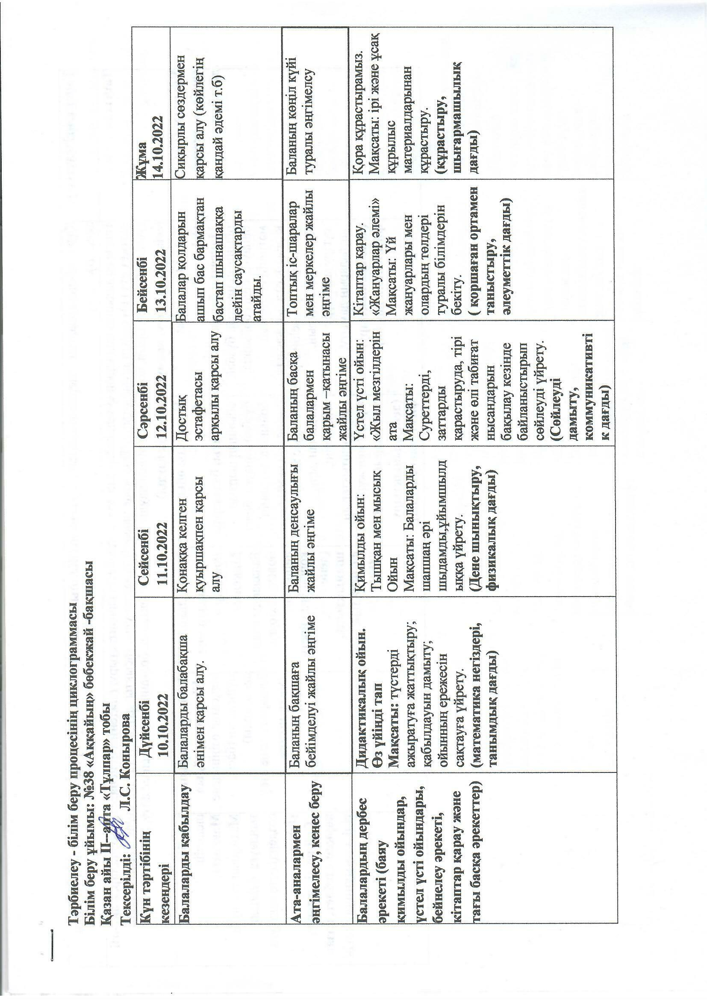 Тәрбиелеу - білім беру процесінің циклограммасы
Білім беру ұйымы: №38 «Аққайың» бөбекжай -бақшасы
Қазан айы II--апта «Тұлпар» тобы
Тексерілді: Л.С. Конырова
Күн тәртібінің
кезеңдері
Дүйсенбі
10.10.2022
Сейсенбі
11.10.2022
Сәрсенбі
12.10.2022
Бейсенбі
13.10.2022
Жұма
14.10.2022
Балаларды қабылдау
Балаларды балабақша
әнімен қарсы алу.
Қонаққа келген
қуыршақпен қарсы
алу
Достық
эстафетасы
арқылы қарсы алу
Балалар қолдарын
ашып бас бармақтан
бастап шынашаққа
дейін саусақтарды
атайды.
Сиқырлы сөздермен
қарсы алу (көйлегің
қандай әдемі т.б)
Ата-аналармен
әңгімелесу, кеңес беру
Баланың бақшаға
бейімделуі жайлы әңгіме
Баланың денсаулығы
жайлы әңгіме
Баланың басқа
балалармен
қарым –қатынасы
жайлы әңгіме
Топтық іс-шаралар
мен меркелер жайлы
әңгіме
Баланың көңіл күйі
туралы әңгімелсу
Балалардың дербес
әрекеті (баяу
қимылды ойындар,
үстел үсті ойындары,
бейнелеу әрекеті,
кітаптар қарау және
тағы басқа әрекеттер)
Дидактикалық ойын.
Өз үйіңді тап
Мақсаты: түстерді
ажыратуға жаттықтыру;
қабылдауын дамыту;
ойынның ережесін
сақтауға үйрету.
(математика негіздері,
танымдық дағды)
Қимылды ойын:
Тышқан мен мысық
Ойын
Мақсаты: Балаларды
шапшаң әрі
шыдамды,ұйымшылд
ыққа үйрету.
(Дене шынықтыру,
физикалық дағды)
Үстел үсті ойын:
«Жыл мезгілдерін
ата
Мақсаты:
Суреттерді,
заттарды
қарастыруда, тірі
және өлі табиғат
нысандарын
бақылау кезінде
байланыстырып
сөйлеуді үйрету.
(Сөйлеуді
дамыту,
коммуникативті
к дағды)
Кітаптар қарау.
«Жануарлар әлемі»
Мақсаты: Үй
жануарлары мен
олардың төлдері
туралы білімдерін
бекіту.
( қоршаған ортамен
таныстыру,
әлеуметтік дағды)
Қора құрастырамыз.
Мақсаты: ірі және ұсақ
құрылыс
материалдарынан
құрастыру.
(құрастыру,
шығармашылық
дағды)